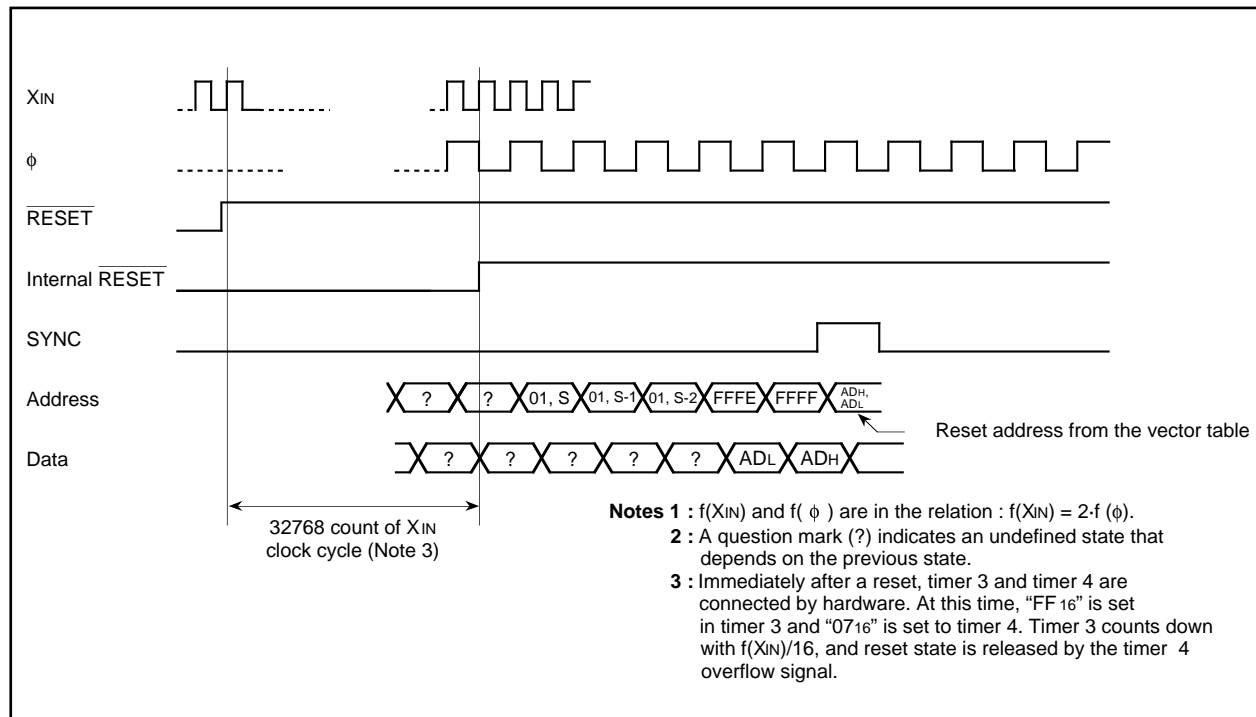 XIN
ϕ
RESET
Internal RESET
SYNC
Address
? ? 01, S 01, S-1 01, S-2 FFFE FFFF ADH, ADL
Reset address from the vector table
Data
? ? ? ? ? ADL ADH
32768 count of XIN
clock cycle (Note 3)
Notes 1 : f(XIN) and f( ϕ ) are in the relation : f(XIN) = 2·f (ϕ).
2 : A question mark (?) indicates an undefined state that
depends on the previous state.
3 : Immediately after a reset, timer 3 and timer 4 are
connected by hardware. At this time, “FF16” is set
in timer 3 and “0716” is set to timer 4. Timer 3 counts down
with f(XIN)/16, and reset state is released by the timer 4
overflow signal.